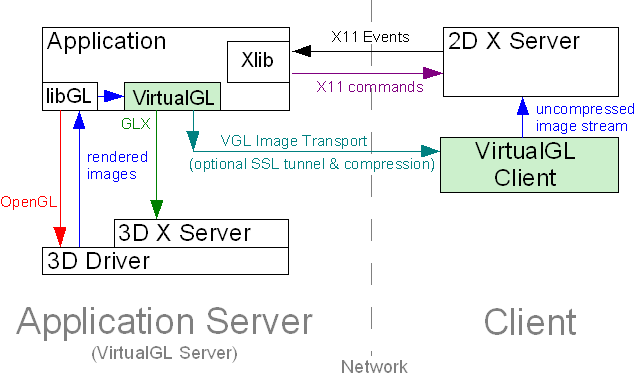 Application
Xlib
libGL
VirtualGL
X11 Events
X11 commands
2D X Server
GLX
rendered
images
VGL Image Transport
(optional SSL tunnel & compression)
uncompressed
image stream
VirtualGL
Client
OpenGL
3D X Server
3D Driver
Application Server
(VirtualGL Server)
Network
Client